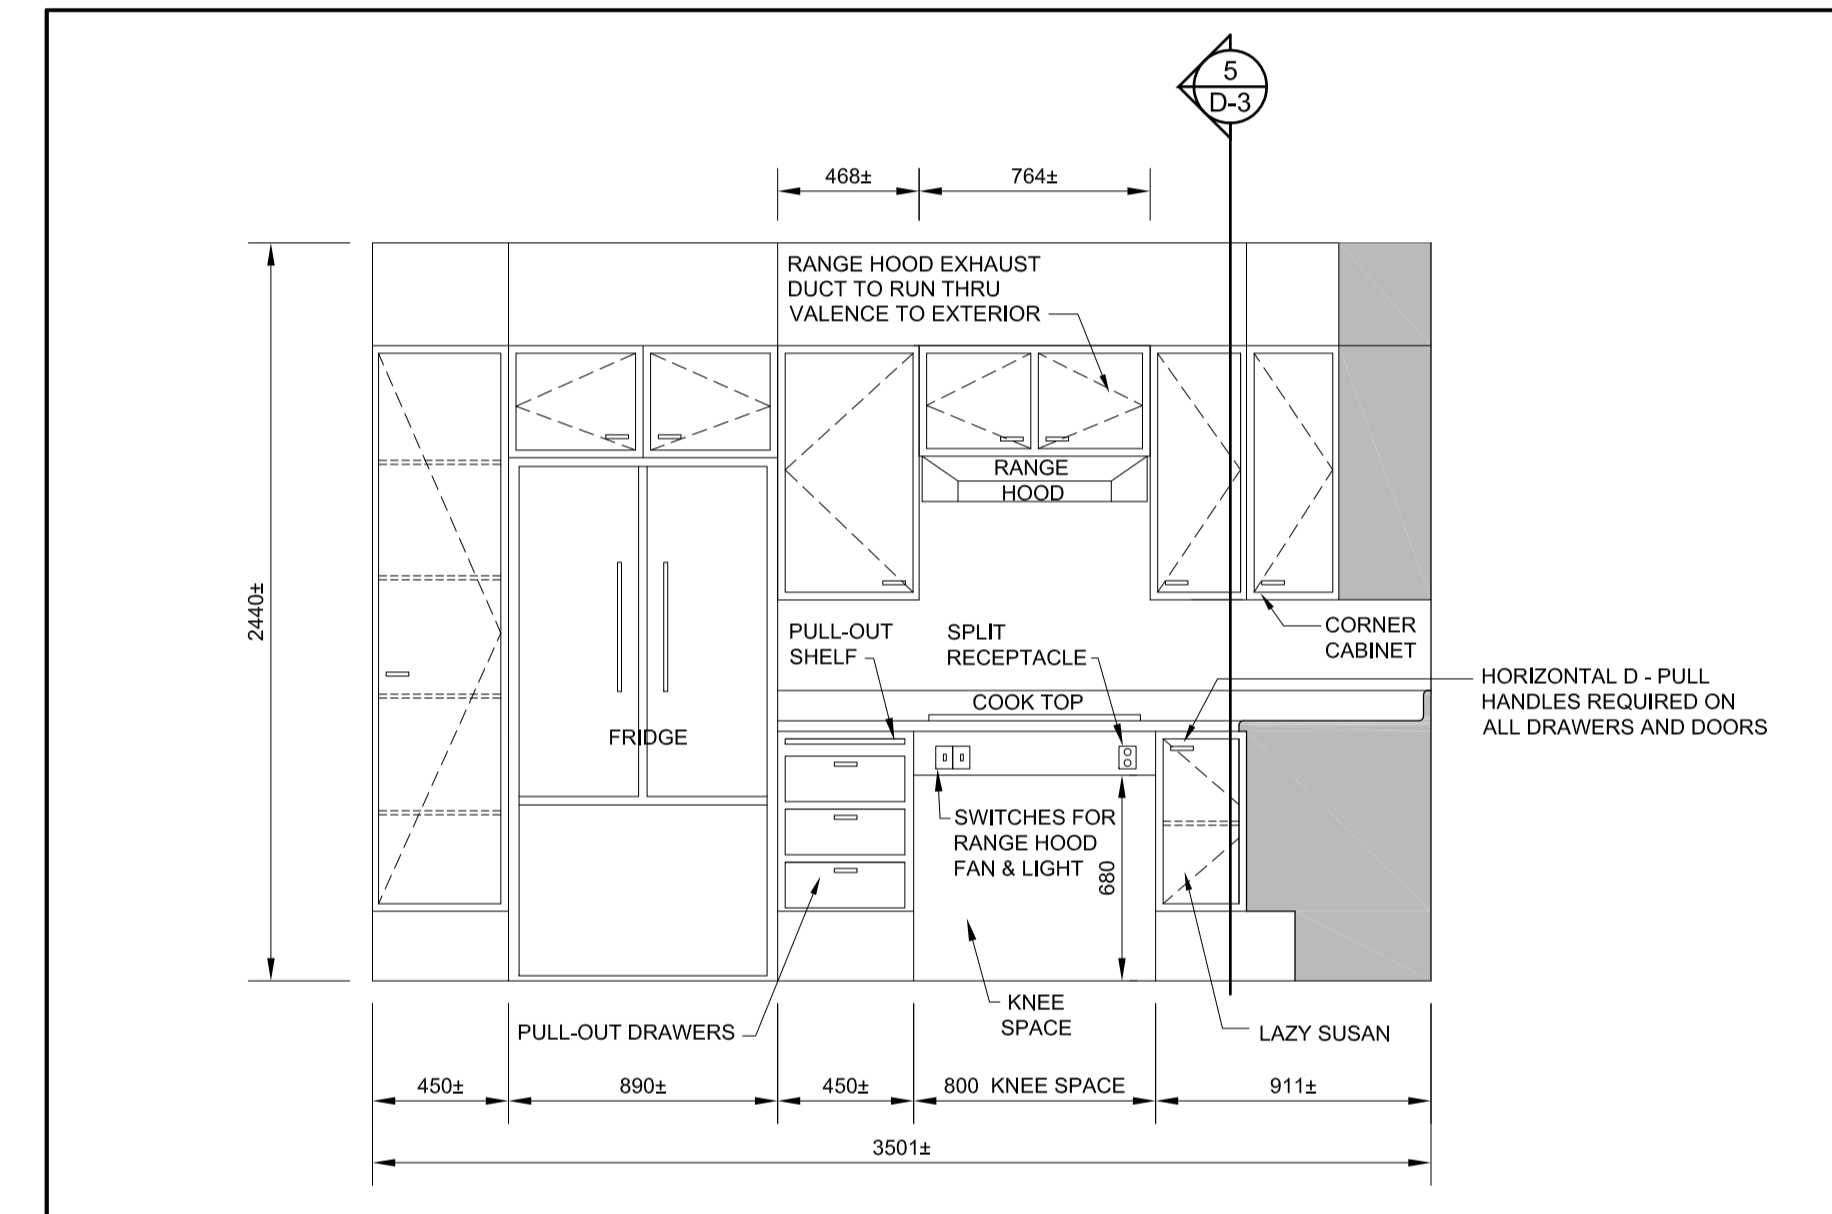 5
D-3
468±
764±
RANGE HOOD EXHAUST
DUCT TO RUN THRU
VALENCE TO EXTERIOR
RANGE
HOOD
2440±
PULL-OUT
SHELF
SPLIT
RECEPTACLE
CORNER
CABINET
HORIZONTAL D - PULL
HANDLES REQUIRED ON
ALL DRAWERS AND DOORS
COOK TOP
FRIDGE
SWITCHES FOR
RANGE HOOD
FAN & LIGHT
680
KNEE
SPACE
PULL-OUT DRAWERS
LAZY SUSAN
450±
890±
450±
800 KNEE SPACE
911±
3501±